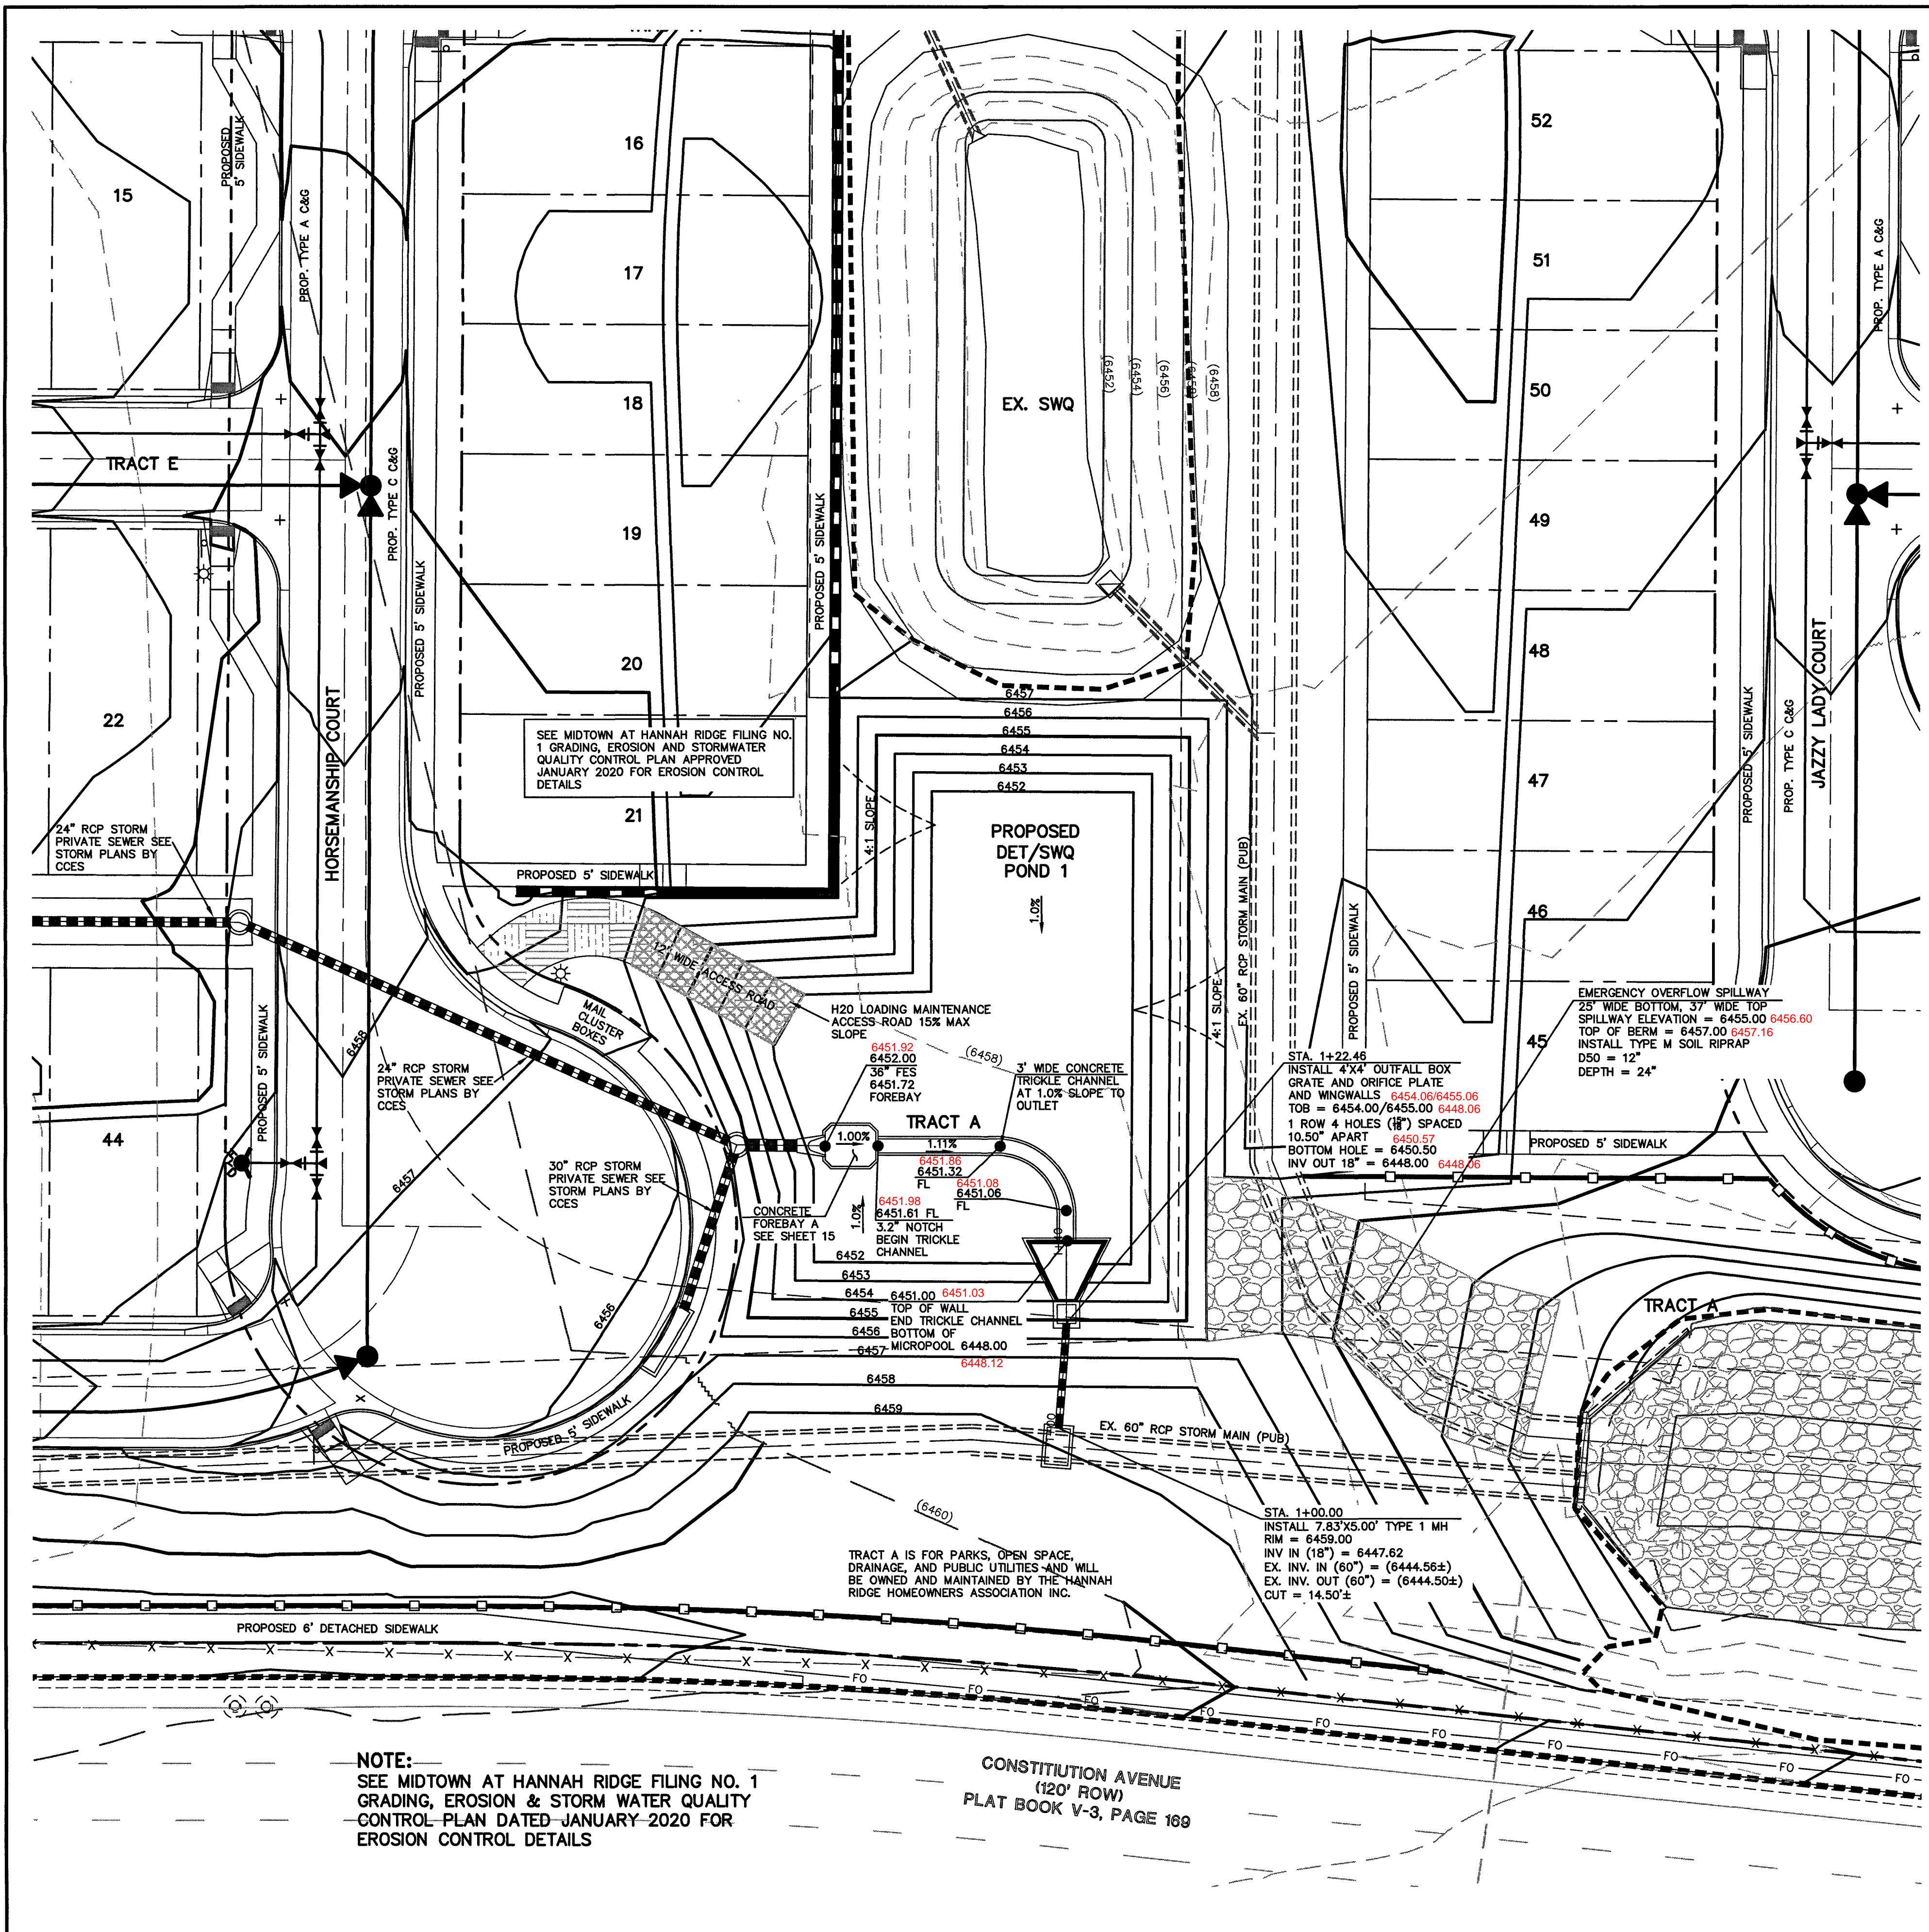 15
PROPOSED
5' SIDEWALK
PROP. TYPE A C&G
16
17
18
19
20
21
52
51
50
49
48
47
46
45
PROP. TYPE A C&G
TRACT E
PROP. TYPE C C&G
PROPOSED 5' SIDEWALK
PROPOSED 5' SIDEWALK
EX. SWQ
(6452)
(6454)
(6456)
(6458)
22
HORSEMANSHIP COURT
JAZZY LADY COURT
PROPOSED 5' SIDEWALK
PROP. TYPE C C&G
SEE MIDTOWN AT HANNAH RIDGE FILING NO.
1 GRADING, EROSION AND STORMWATER
QUALITY CONTROL PLAN APPROVED
JANUARY 2020 FOR EROSION CONTROL
DETAILS
6457
6456
6455
6454
6453
6452
4:1 SLOPE
PROPOSED
DET/SWQ
POND 1
1.0%
EX. 60" RCP STORM MAIN (PUB)
4:1 SLOPE
PROPOSED 5' SIDEWALK
24" RCP STORM
PRIVATE SEWER SEE
STORM PLANS BY
CCES
PROPOSED 5' SIDEWALK
12' WIDE ACCESS ROAD
MAIL
CLUSTER
BOXES
H20 LOADING MAINTENANCE
ACCESS ROAD 15% MAX
SLOPE
6451.92
6452.00
36" FES
6451.72
FOREBAY
(6458)
3' WIDE CONCRETE
TRICKLE CHANNEL
AT 1.0% SLOPE TO
OUTLET
EMERGENCY OVERFLOW SPILLWAY
25' WIDE BOTTOM, 37' WIDE TOP
SPILLWAY ELEVATION = 6455.00 6456.60
TOP OF BERM = 6457.00 6457.16
INSTALL TYPE M SOIL RIPRAP
D50 = 12"
DEPTH = 24"
STA. 1+22.46
INSTALL 4'X4' OUTFALL BOX
GRATE AND ORIFICE PLATE
AND WINGWALLS 6454.06/6455.06
TOB = 6454.00/6455.00 6448.06
1 ROW 4 HOLES SPACED
10.50" APART 6450.57
BOTTOM HOLE = 6450.50
INV OUT 18" = 6448.00 6448.06
PROPOSED 5' SIDEWALK
6458
24" RCP STORM
PRIVATE SEWER SEE
STORM PLANS BY
CCES
PROPOSED 5' SIDEWALK
44
6457
6456
30" RCP STORM
PRIVATE SEWER SEE
STORM PLANS BY
CCES
TRACT A
1.00%
1.11%
6451.86
6451.32
FL
6451.08
6451.06
FL
CONCRETE
FOREBAY A
SEE SHEET 15
1.0%
6451.98
6451.61 FL
3.2" NOTCH
BEGIN TRICKLE
CHANNEL
6452
6453
6454
6455
6456
6457
6458
6459
6451.00 6451.03
TOP OF WALL
END TRICKLE CHANNEL
BOTTOM OF
MICROPOOL 6448.00
6448.12
TRACT A
PROPOSED 5' SIDEWALK
EX. 60" RCP STORM MAIN (PUB)
(6460)
STA. 1+00.00
INSTALL 7.83'X5.00' TYPE 1 MH
RIM = 6459.00
INV IN (18") = 6447.62
EX. INV. IN (60") = (6444.56±)
EX. INV. OUT (60") = (6444.50±)
CUT = 14.50'±
TRACT A IS FOR PARKS, OPEN SPACE,
DRAINAGE, AND PUBLIC UTILITIES AND WILL
BE OWNED AND MAINTAINED BY THE HANNAH
RIDGE HOMEOWNERS ASSOCIATION INC.
PROPOSED 6' DETACHED SIDEWALK
FO
FO
FO
FO
FO
FO
FO
FO
FO
FO
NOTE:
SEE MIDTOWN AT HANNAH RIDGE FILING NO. 1
GRADING, EROSION & STORM WATER QUALITY
CONTROL PLAN DATED JANUARY 2020 FOR
EROSION CONTROL DETAILS
CONSTITIUTION AVENUE
(120' ROW)
PLAT BOOK V-3, PAGE 169